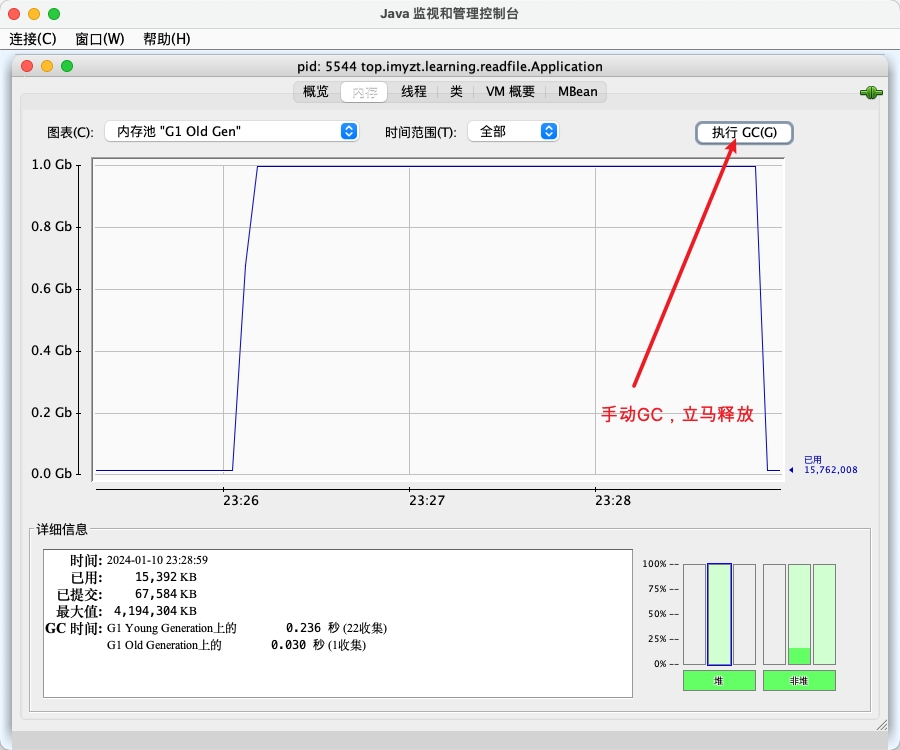 Java 监视和管理控制台
连接(C) 窗口(W) 帮助(H)
pid: 5544 top.imyzt.learning.readfile.Application
概览 内存 线程 类 VM 概要 MBean
图表(C): 内存池 "G1 Old Gen" 时间范围(T): 全部 执行 GC(G)
1.0 Gb
0.8 Gb
0.6 Gb
0.4 Gb
0.2 Gb
0.0 Gb
手动GC，立马释放
已用
15,762,008
23:26 23:27 23:28
详细信息
时间: 2024-01-10 23:28:59
已用: 15,392 KB
已提交: 67,584 KB
最大值: 4,194,304 KB
GC 时间: G1 Young Generation上的 0.236 秒 (22收集)
G1 Old Generation上的 0.030 秒 (1收集)
100% --
75% --
50% --
25% --
0% --
堆 非堆